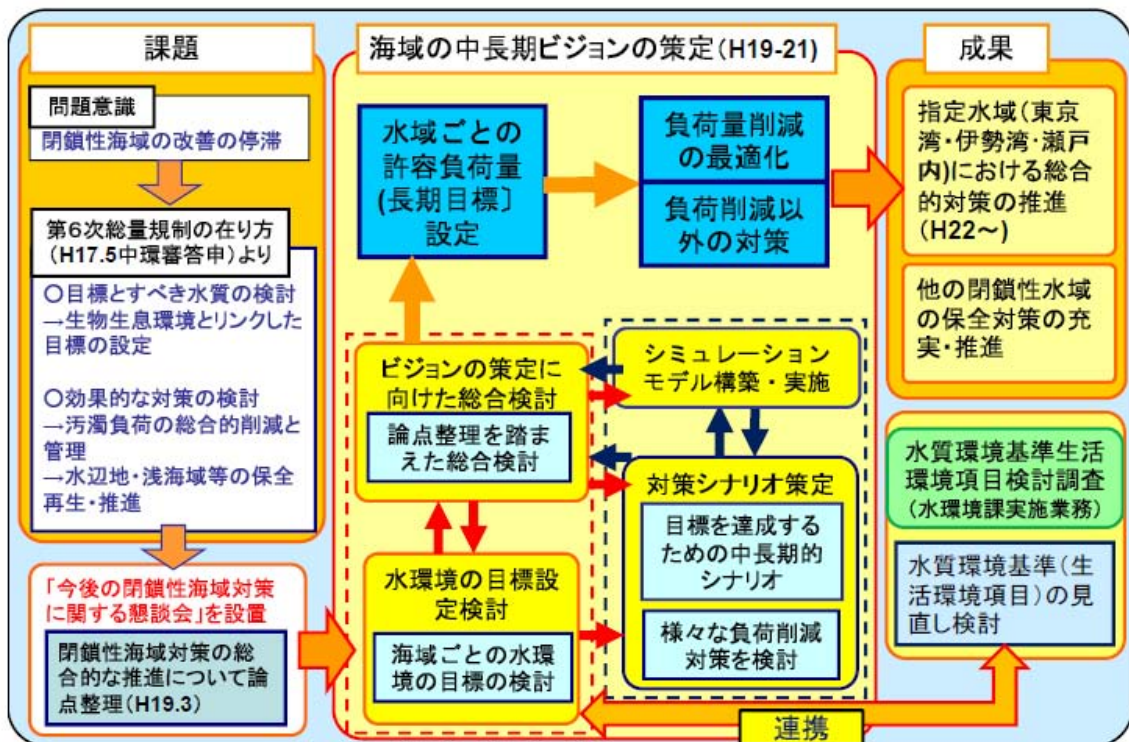 課題
問題意識
閉鎖性海域の改善の停滞
第6次総量規制の在り方
(H17.5中環審答申)より
○目標とすべき水質の検討
→生物生息環境とリンクした
目標の設定
○効果的な対策の検討
→汚濁負荷の総合的削減と
管理
→水辺地・浅海域等の保全
再生・推進
「今後の閉鎖性海域対策
に関する懇談会」を設置
閉鎖性海域対策の総
合的な推進について論
点整理(H19.3)
海域の中長期ビジョンの策定(H19-21)
水域ごとの
許容負荷量
(長期目標〕
設定
負荷量削減
の最適化
負荷削減以
外の対策
ビジョンの策定に
向けた総合検討
論点整理を踏ま
えた総合検討
シミュレーション
モデル構築・実施
対策シナリオ策定
目標を達成する
ための中長期的
シナリオ
様々な負荷削減
対策を検討
水環境の目標設
定検討
海域ごとの水環
境の目標の検討
連携
成果
指定水域(東京
湾・伊勢湾・瀬戸
内)における総合
的対策の推進
(H22～)
他の閉鎖性水域
の保全対策の充
実・推進
水質環境基準生活
環境項目検討調査
(水環境課実施業務)
水質環境基準(生
活環境項目)の見
直し検討